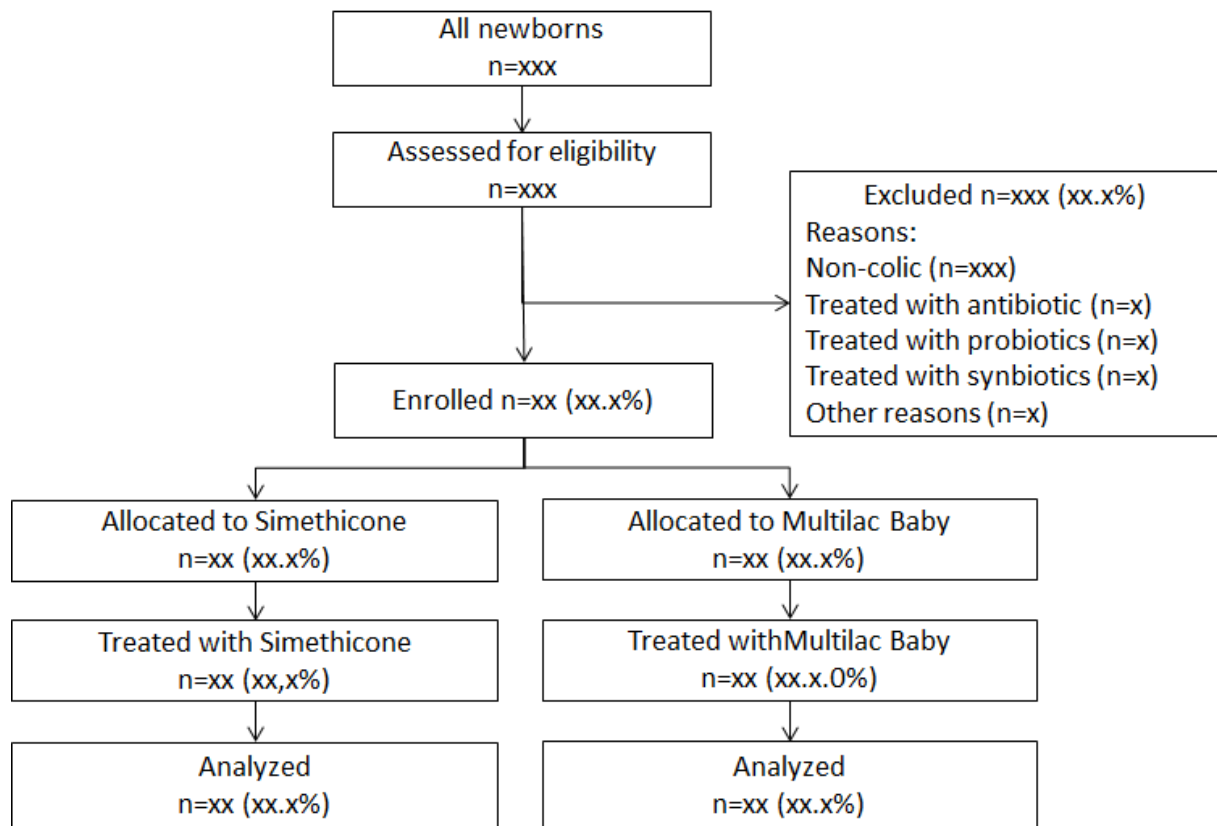 All newborns
n=xxx
Assessed for eligibility
n=xxx
Excluded n=xxx (xx.x%)
Reasons:
Non-colic (n=xxx)
Treated with antibiotic (n=x)
Treated with probiotics (n=x)
Treated with synbiotics (n=x)
Other reasons (n=x)
Enrolled n=xx (xx.x%)
Allocated to Simethicone
n=xx (xx.x%)
Allocated to Multilac Baby
n=xx (xx.x%)
Treated with Simethicone
n=xx (xx,x%)
Treated withMultilac Baby
n=xx (xx.x.0%)
Analyzed
n=xx (xx.x%)
Analyzed
n=xx (xx.x%)